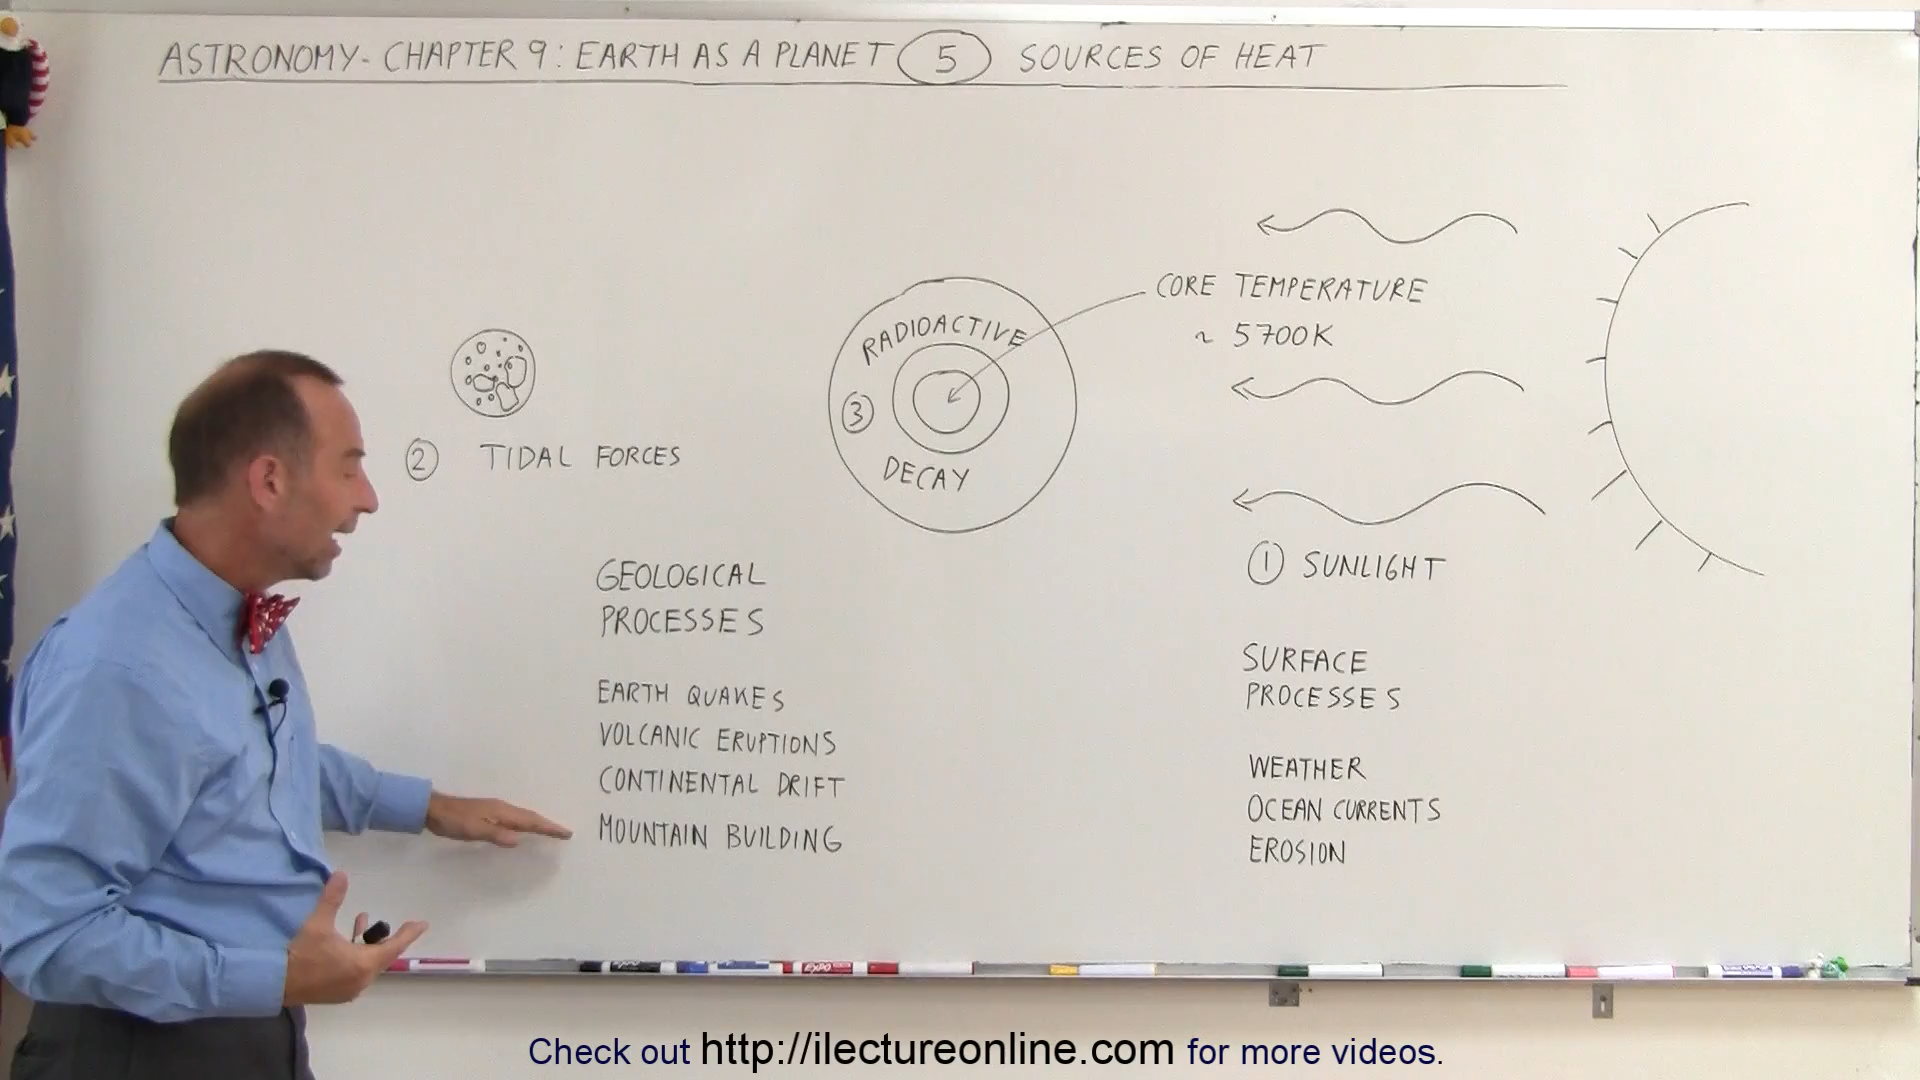 ASTRONOMY - CHAPTER 9 : EARTH AS A PLANET 5 SOURCES OF HEAT
CORE TEMPERATURE
~ 5700K
RADIOACTIVE
3
DECAY
2 TIDAL FORCES
1 SUNLIGHT
GEOLOGICAL
PROCESSES
EARTH QUAKES
VOLCANIC ERUPTIONS
CONTINENTAL DRIFT
MOUNTAIN BUILDING
SURFACE
PROCESSES
WEATHER
OCEAN CURRENTS
EROSION
EXPO
Check out http://ilectureonline.com for more videos.